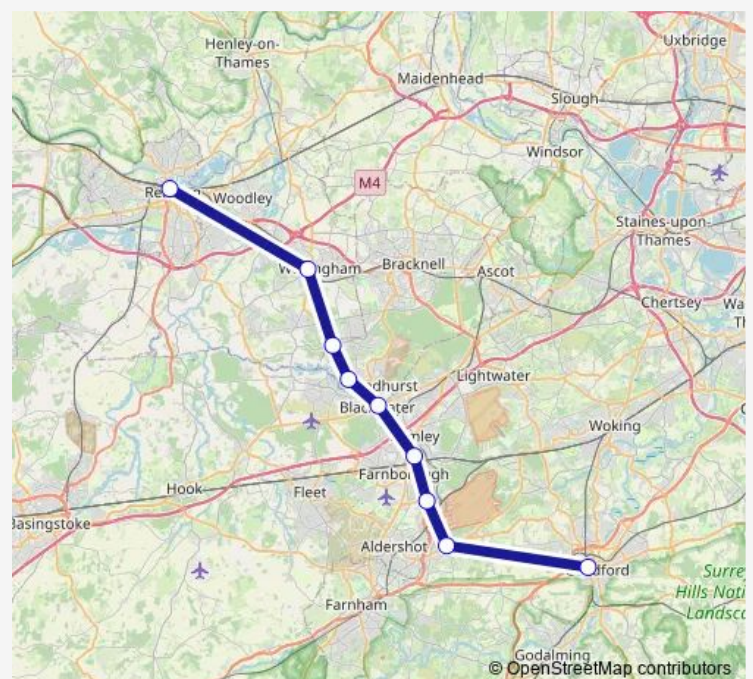 Uxbridge
Henley-on-
Thames
Maidenhead
Slough
Windsor
M4
Woodley
Staines-upon-
Thames
Bracknell
Ascot
Chertsey
Lightwater
Woking
Hook
Fleet
Basingstoke
Aldershot
Farnham
Surre
Hills Nati
Landsca
Godalming
© OpenStreetMap contributors